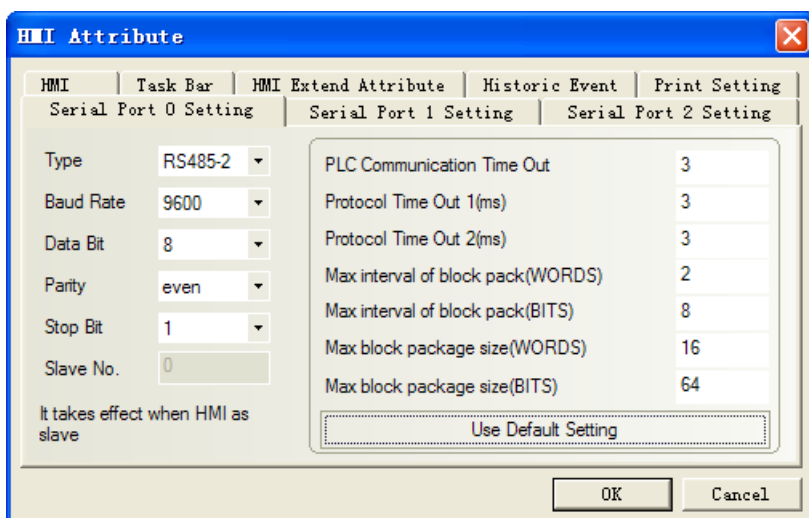 HMI Attribute
HMI Task Bar HMI Extend Attribute Historic Event Print Setting
Serial Port 0 Setting Serial Port 1 Setting Serial Port 2 Setting
Type RS485-2
Baud Rate 9600
Data Bit 8
Parity even
Stop Bit 1
Slave No. 0
It takes effect when HMI as
slave
PLC Communication Time Out 3
Protocol Time Out 1(ms) 3
Protocol Time Out 2(ms) 3
Max interval of block pack(WORDS) 2
Max interval of block pack(BITS) 8
Max block package size(WORDS) 16
Max block package size(BITS) 64
Use Default Setting
OK Cancel